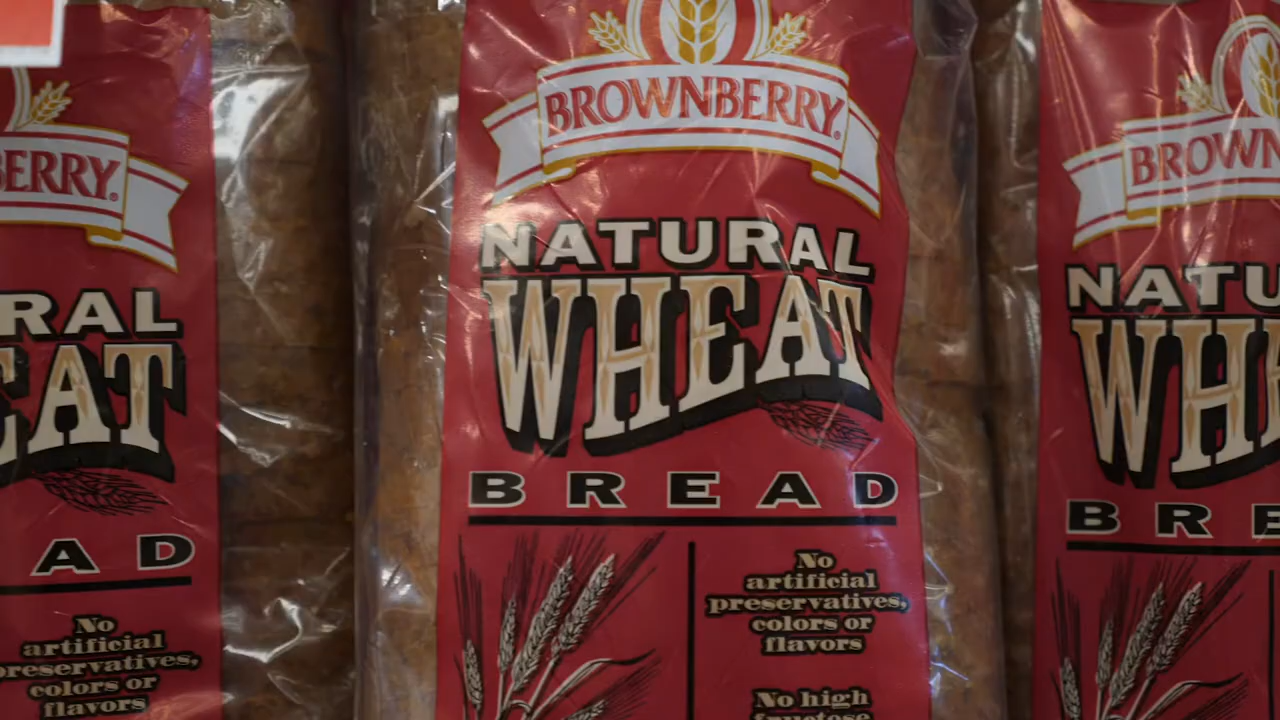 BROWNBERRY®
NATURAL
WHEAT
BREAD
No
artificial
preservatives,
colors or
flavors
No high
fructose
BERRY®
RAL
EAT
AD
No
artificial
preservatives,
colors or
flavors
BROWN
NATU
WHE
BRE